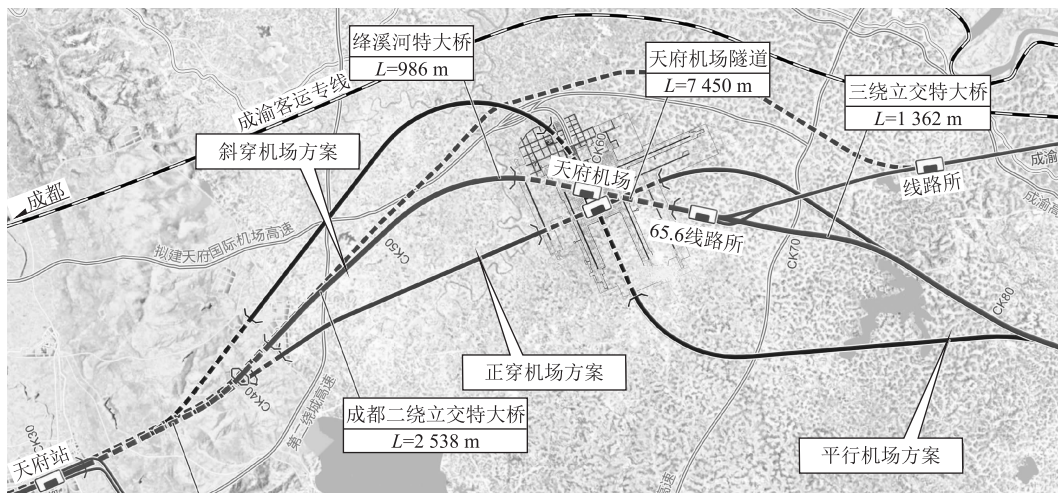 绛溪河特大桥
L=986 m
天府机场隧道
L=7 450 m
三绕立交特大桥
L=1 362 m
成渝客运专线
斜穿机场方案
成都
拟建天府国际机场高速
CK50
CK60
天府机场
65.6线路所
线路所
CK70
CK80
正穿机场方案
成都二绕立交特大桥
L=2 538 m
平行机场方案
第一绕城高速
CK40
CK30
天府站